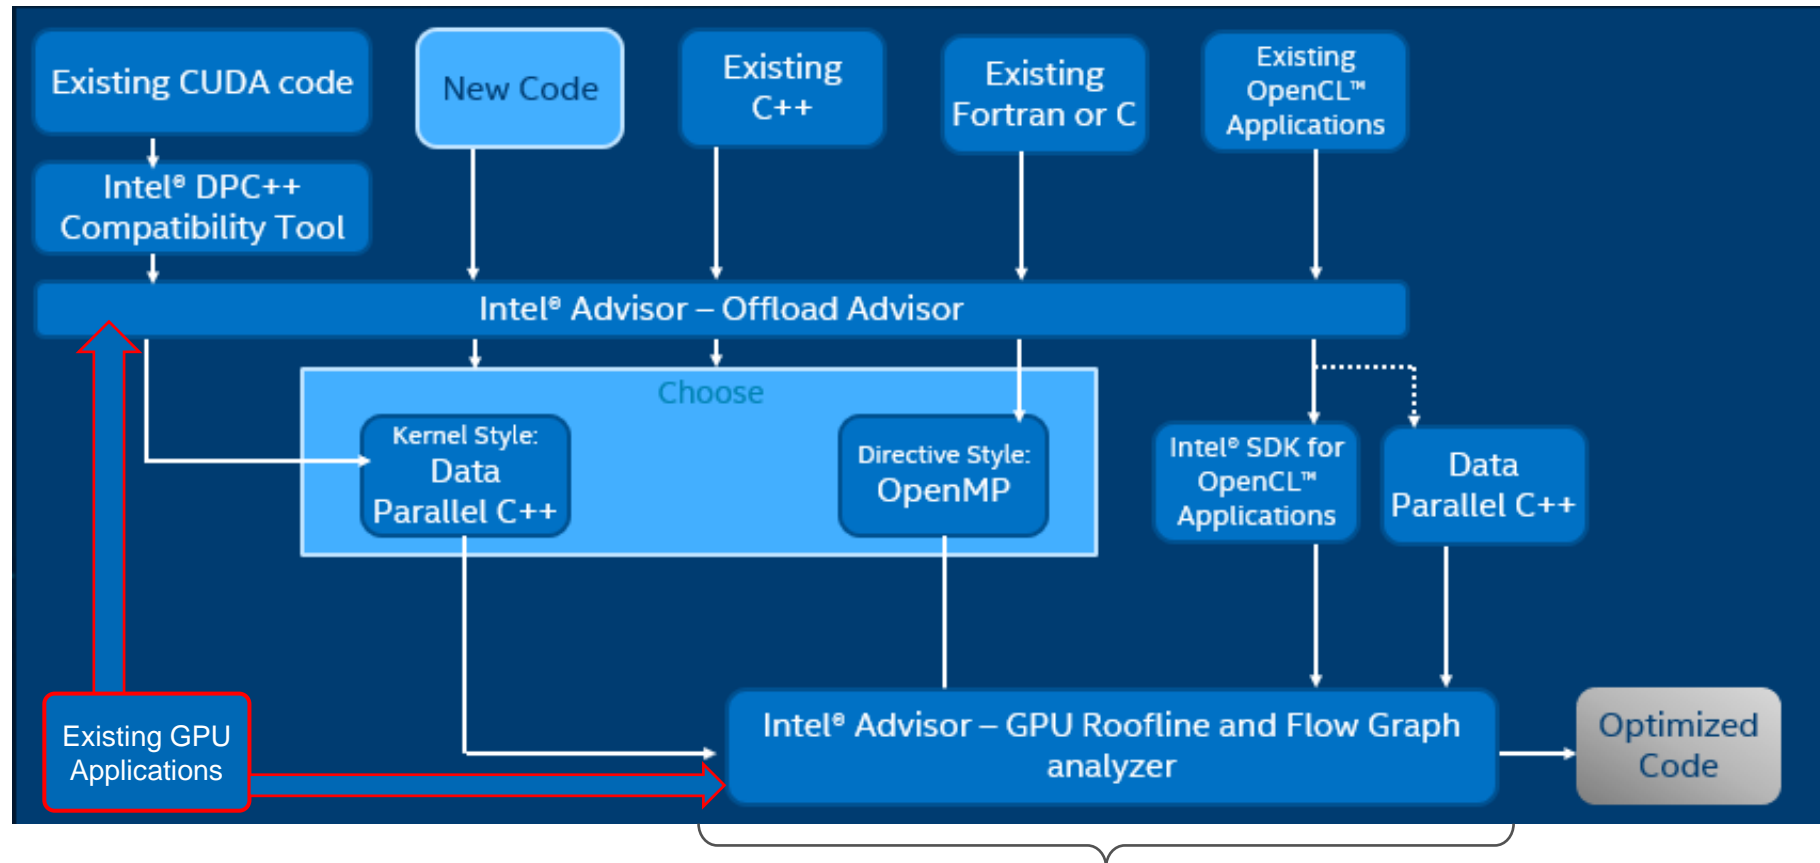 Existing CUDA code
New Code
Existing
C++
Existing
Fortran or C
Existing
OpenCL™
Applications
Intel® DPC++
Compatibility Tool
Intel® Advisor – Offload Advisor
Choose
Kernel Style:
Data
Parallel C++
Directive Style:
OpenMP
Intel® SDK for
OpenCL™
Applications
Data
Parallel C++
Existing GPU
Applications
Intel® Advisor – GPU Roofline and Flow Graph
analyzer
Optimized
Code